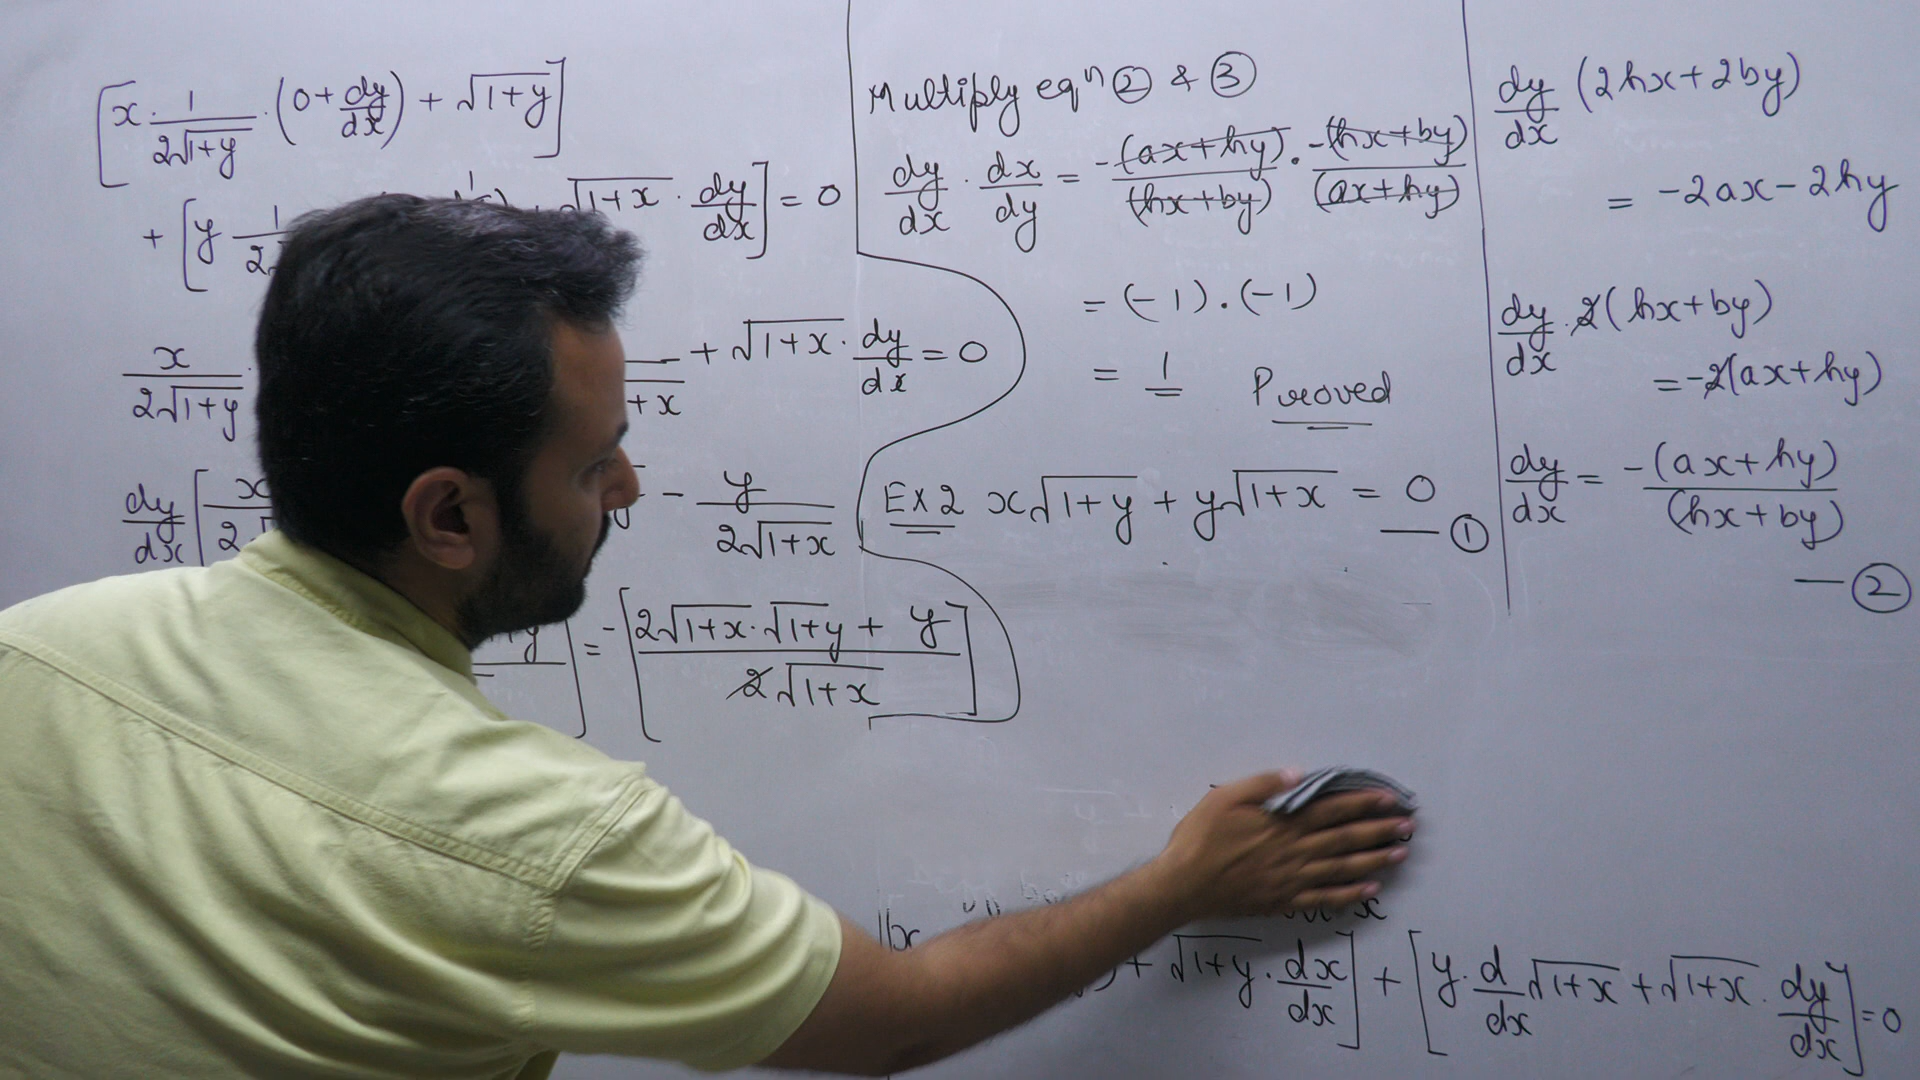 [x · 1/2√1+y · (0 + dy/dx) + √1+y]
+ [y 1/2 √1+x · dy/dx] = 0
x/2√1+y + x + √1+x · dy/dx = 0
dy/dx [x/2√ - y/2√1+x
] = -[2√1+x · √1+y + y / 2√1+x]
Multiply eqⁿ ② & ③
dy/dx · dx/dy = -(ax+hy)/(hx+by) · -(hx+by)/(ax+hy)
= (-1) · (-1)
= 1 Proved
EX 2 x√1+y + y√1+x = 0
— ①
x
+ √1+y · dx/dx] + [y · d/dx √1+x + √1+x · dy/dx] = 0
dy/dx (2hx+2by)
= -2ax-2hy
dy/dx · 2(hx+by)
= -2(ax+hy)
dy/dx = -(ax+hy)/(hx+by)
— ②